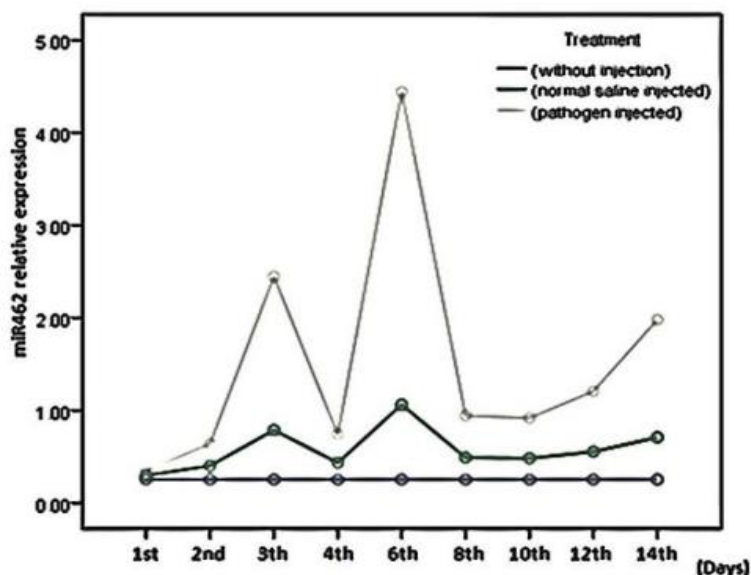 miR462 relative expression
5.00
4.00
3.00
2.00
1.00
0.00
Treatment
(without injection)
(normal saline injected)
(pathogen injected)
1st 2nd 3th 4th 6th 8th 10th 12th 14th
(Days)